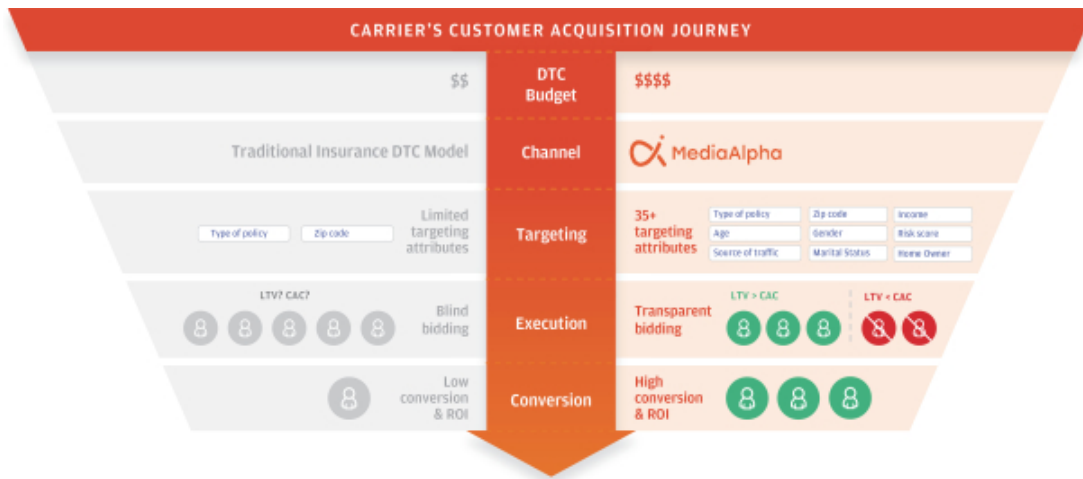 CARRIER'S CUSTOMER ACQUISITION JOURNEY
$$
DTC
Budget
$$$$
Traditional Insurance DTC Model
Channel
MediaAlpha
Type of policy
Zip code
Limited
targeting
attributes
Targeting
35+
targeting
attributes
Type of policy
Zip code
Income
Age
Gender
Risk score
Source of traffic
Marital Status
Home Owner
LTV? CAC?
Blind
bidding
Execution
Transparent
bidding
LTV > CAC
LTV < CAC
Low
conversion
& ROI
Conversion
High
conversion
& ROI